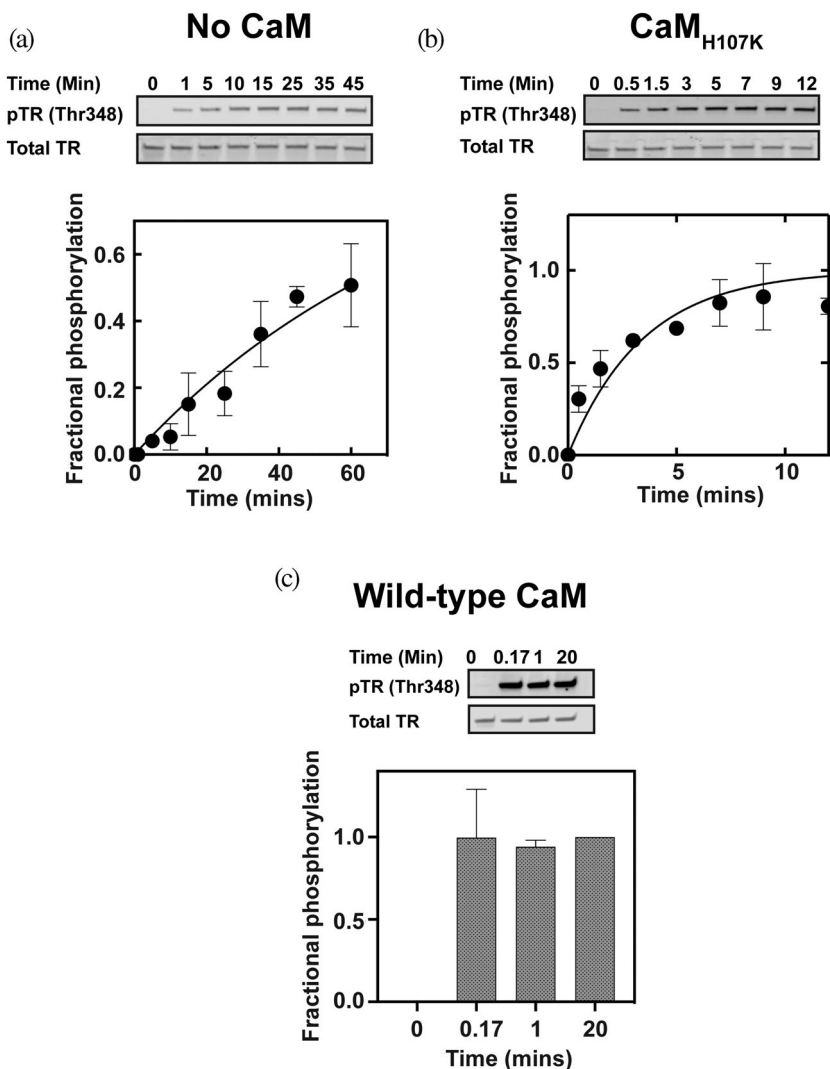 (a)
No CaM
Time (Min) 0 1 5 10 15 25 35 45
pTR (Thr348)
Total TR
Fractional phosphorylation
0.6
0.4
0.2
0.0
0 20 40 60
Time (mins)
(b)
CaM_H107K
Time (Min) 0 0.5 1.5 3 5 7 9 12
pTR (Thr348)
Total TR
Fractional phosphorylation
1.0
0.5
0.0
0 5 10
Time (mins)
(c)
Wild-type CaM
Time (Min) 0 0.17 1 20
pTR (Thr348)
Total TR
Fractional phosphorylation
1.0
0.5
0.0
0 0.17 1 20
Time (mins)